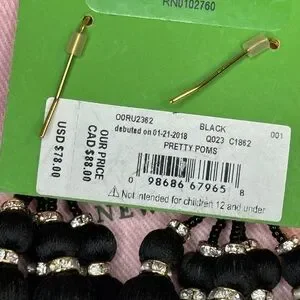 RN0102760
OUR PRICE
USD $78.00
CAD $88.00
00RU2362 BLACK 001
debuted on 01-21-2018 Q023 C1862
PRETTY POMS
0 98686 67965 8
Not intended for children 12 and under
NEW